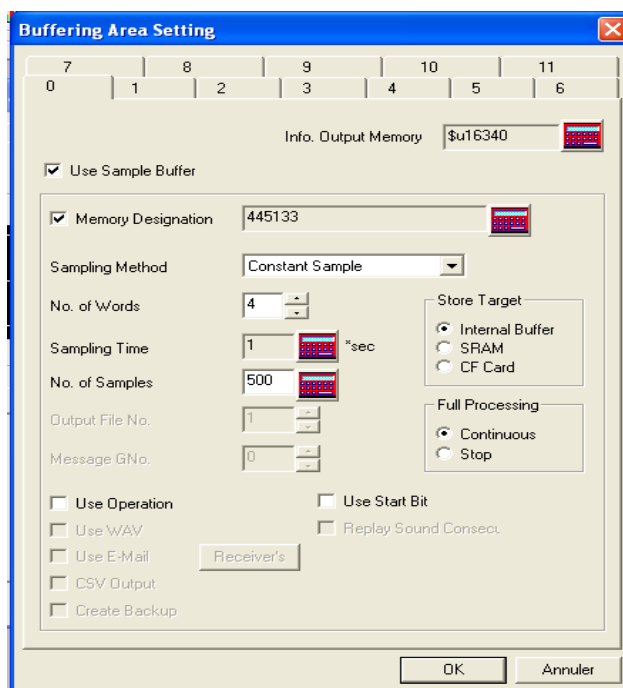 Buffering Area Setting
7 8 9 10 11
0 1 2 3 4 5 6
Info. Output Memory $u16340
Use Sample Buffer
Memory Designation 445133
Sampling Method Constant Sample
No. of Words 4
Store Target
Internal Buffer
SRAM
CF Card
Sampling Time 1 *sec
No. of Samples 500
Output File No. 1
Message GNo. 0
Full Processing
Continuous
Stop
Use Operation
Use Start Bit
Use WAV
Replay Sound Consecu
Use E-Mail Receiver's
CSV Output
Create Backup
OK Annuler